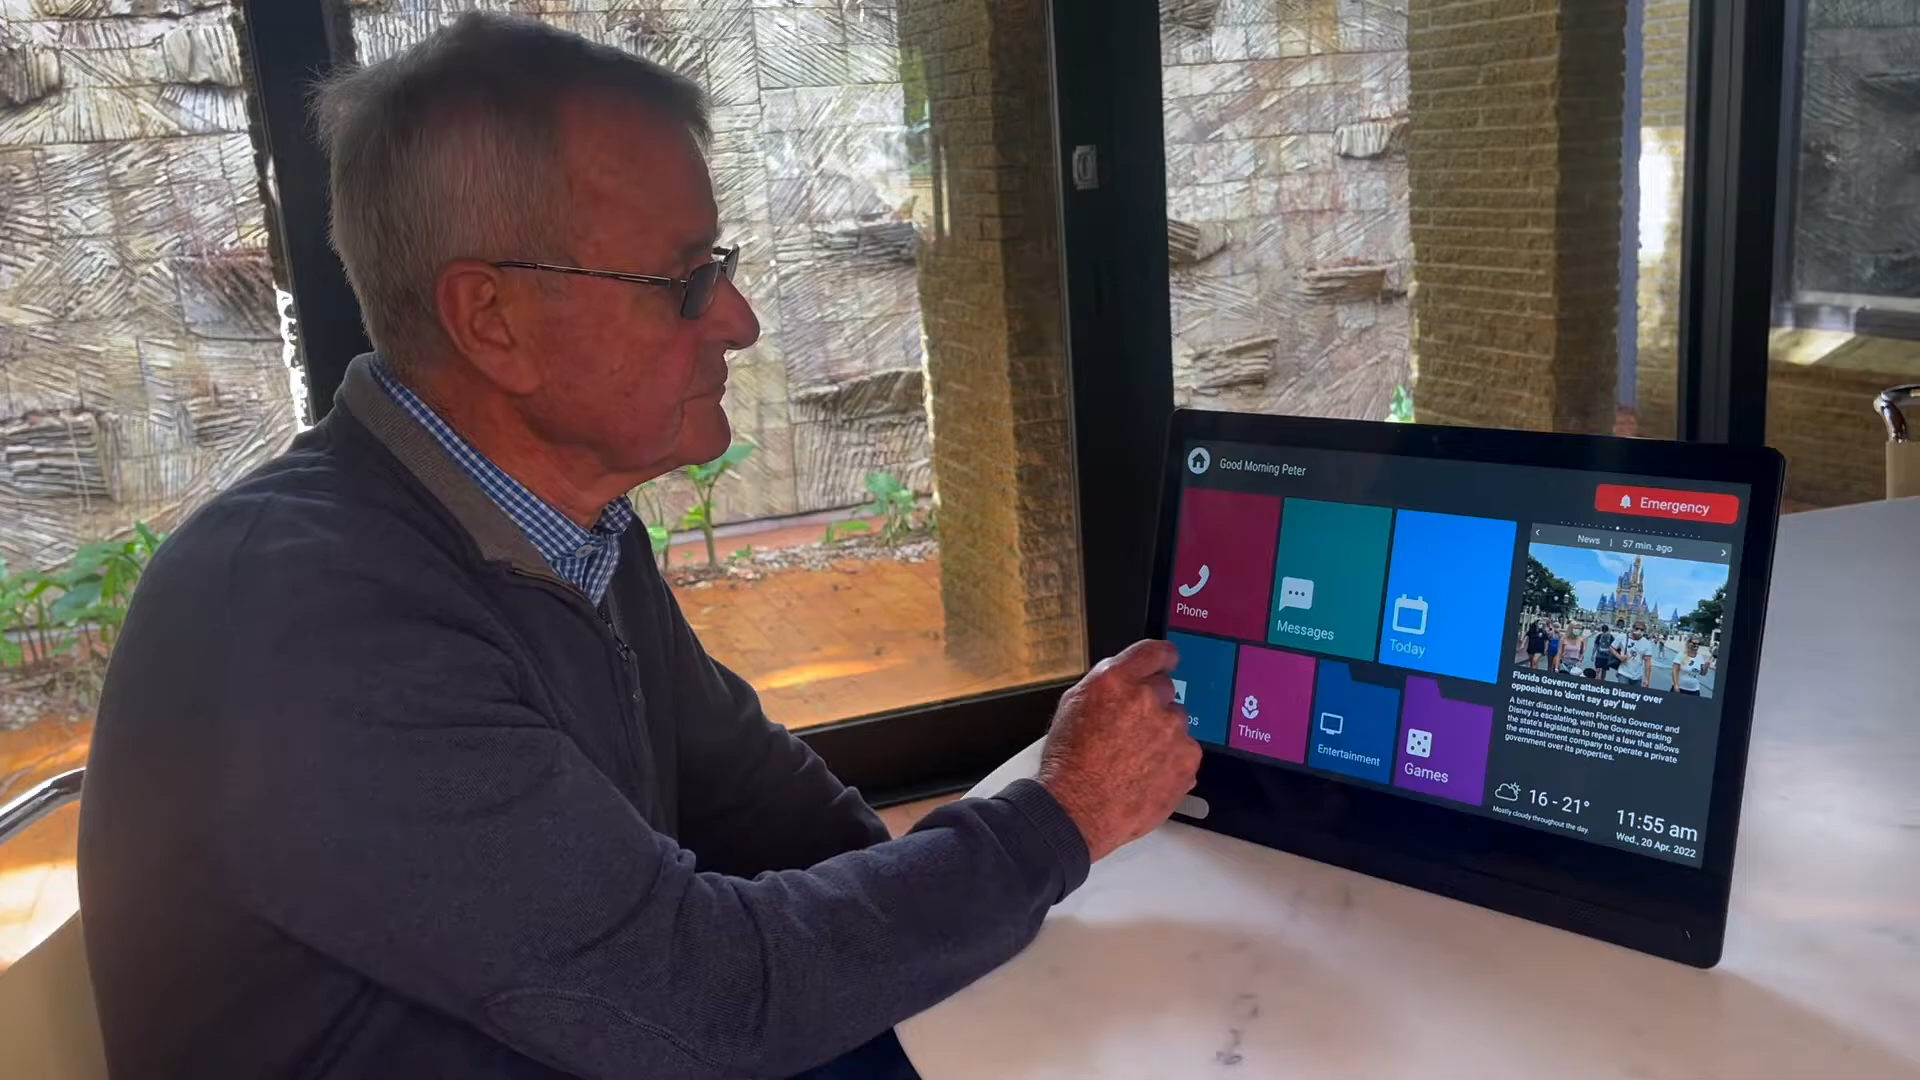 Good Morning Peter
Emergency
Phone
Messages
Today
Thrive
Entertainment
Games
News | 57 min. ago
Florida Governor attacks Disney over
opposition to 'don't say gay' law
A bitter dispute between Florida's Governor and
Disney is escalating, with the Governor asking
the state's legislature to repeal a law that allows
the entertainment company to operate a private
government over its properties.
16 - 21°
Mostly cloudy throughout the day.
11:55 am
Wed., 20 Apr. 2022